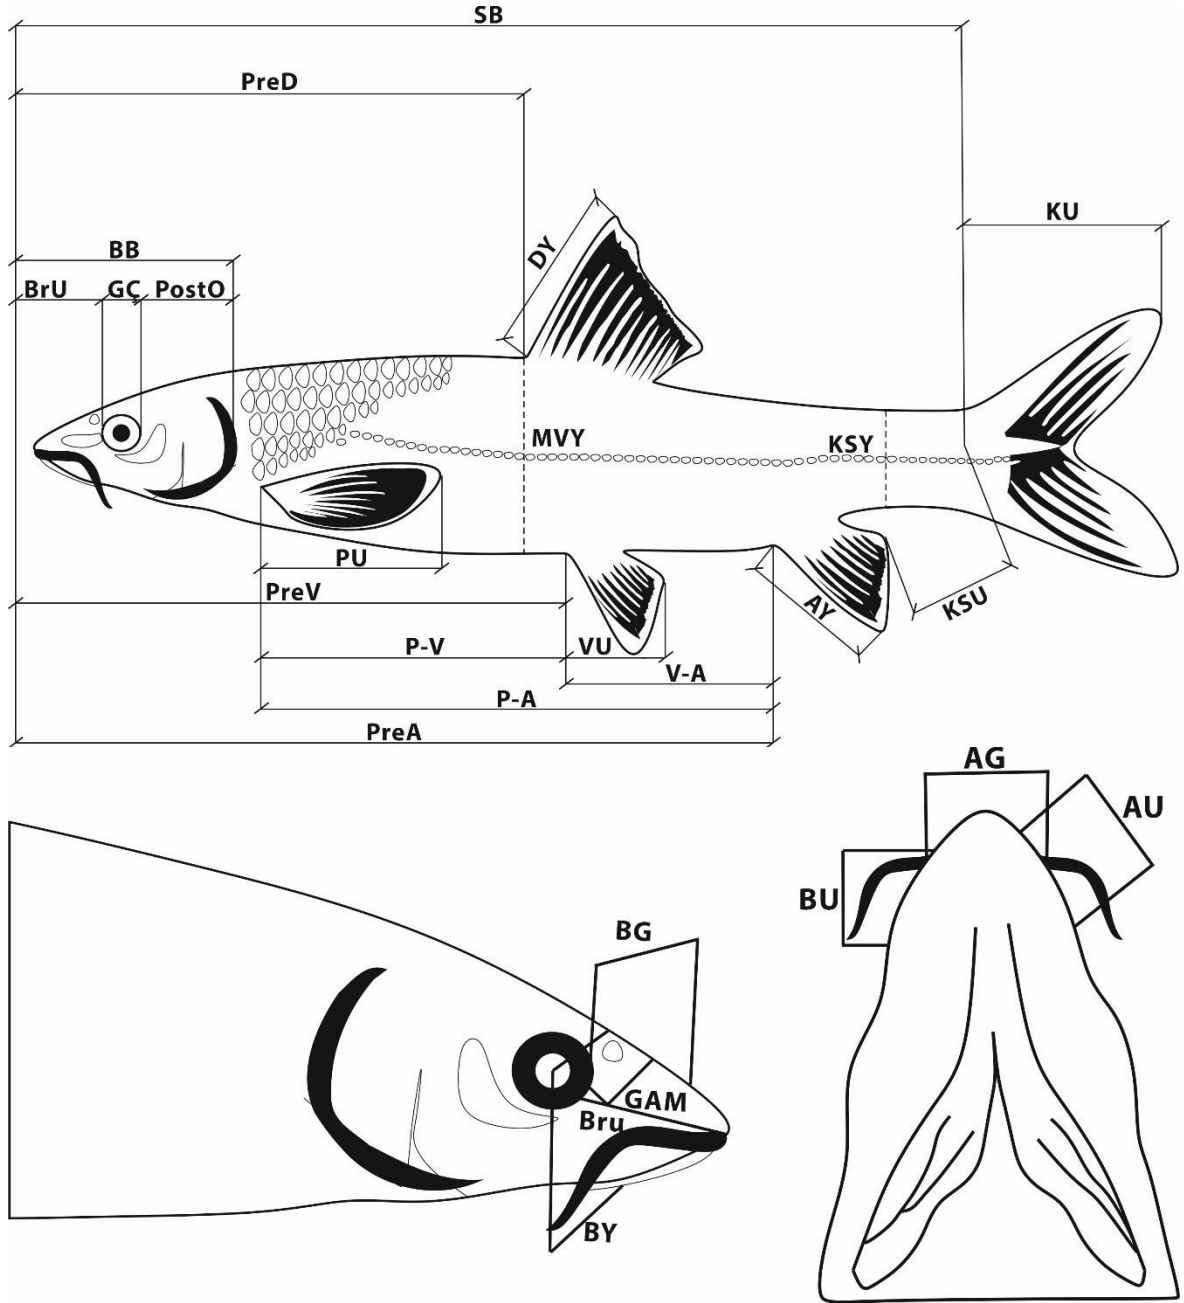 SB
PreD
KU
DY
BB
BrU GÇ PostO
MVY
KSY
PU
PreV
AY
KSU
P-V
VU
V-A
P-A
PreA
AG
AU
BU
BG
GAM
Bru
BY